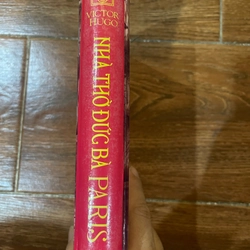 VICTOR
HUGO
NHÀ THỜ ĐỨC BÀ PARIS